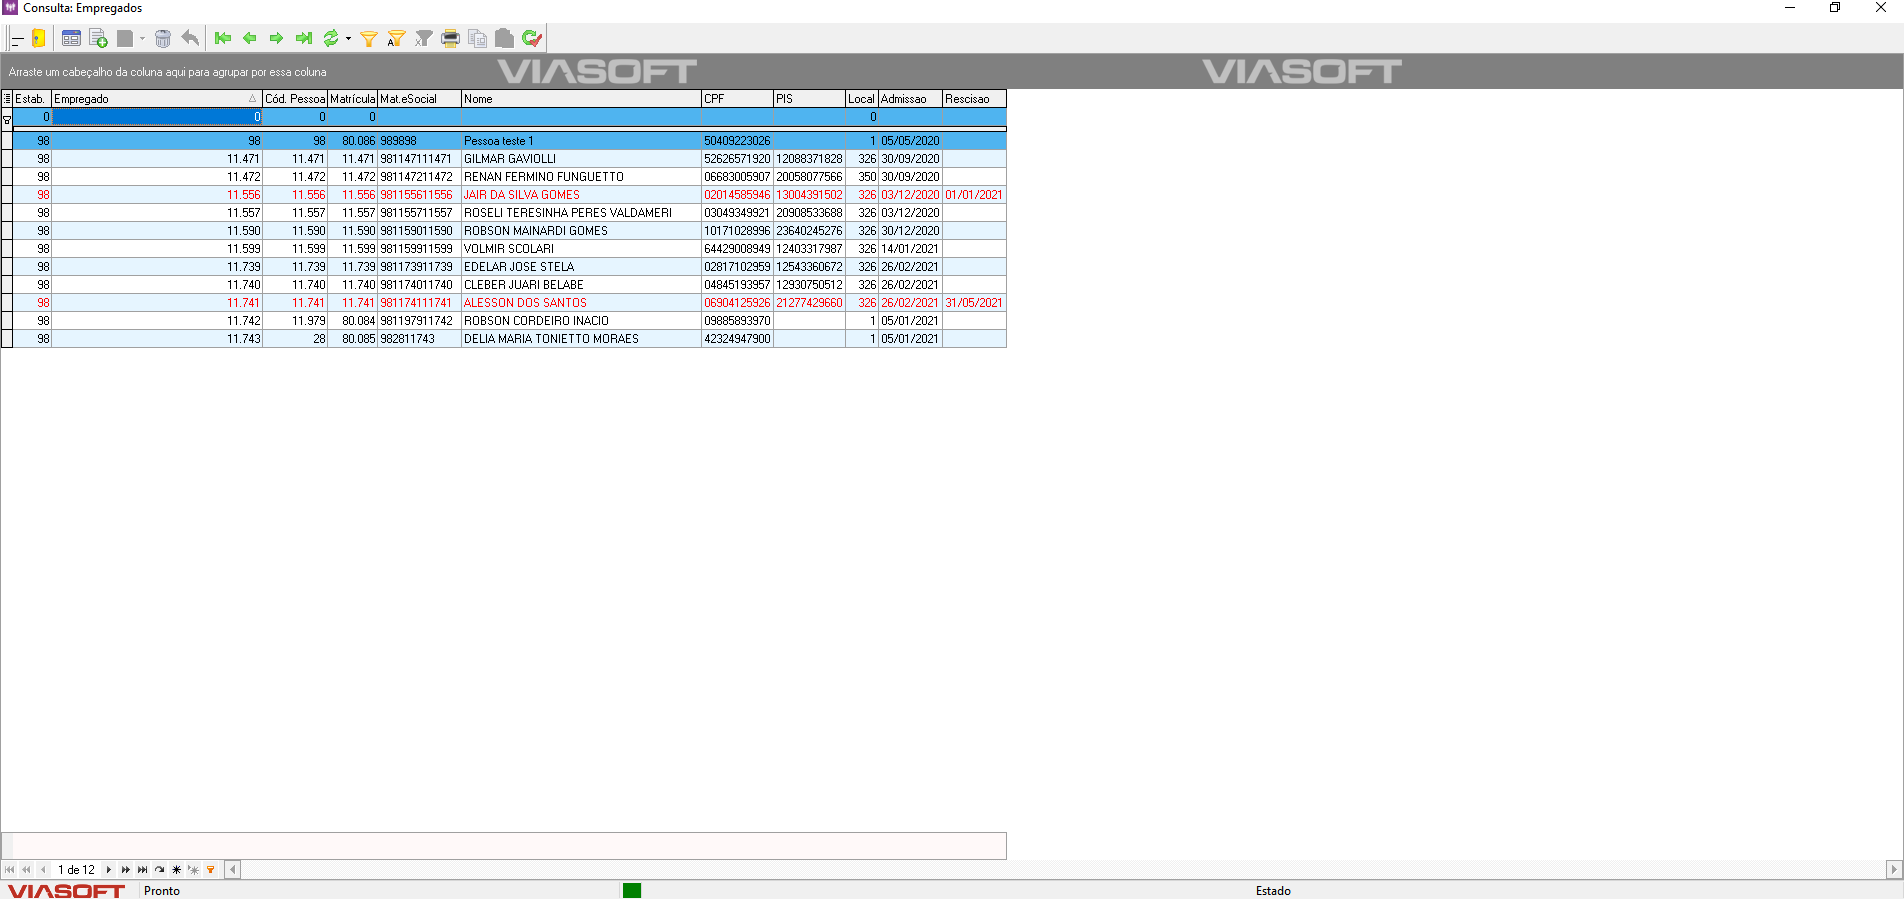 Consulta: Empregados
Arraste um cabeçalho da coluna aqui para agrupar por essa coluna VIASOFT VIASOFT
Estab. Empregado Cód. Pessoa Matrícula Mat.eSocial Nome CPF PIS Local Admissao Rescisao
0 0 0 0 0
98 98 98 80.086 989898 Pessoa teste 1 50409223026 1 05/05/2020
98 11.471 11.471 11.471 981147111471 GILMAR GAVIOLLI 52626571920 12088371828 326 30/09/2020
98 11.472 11.472 11.472 981147211472 RENAN FERMINO FUNGUETTO 06683005907 20058077566 350 30/09/2020
98 11.556 11.556 11.556 981155611556 JAIR DA SILVA GOMES 02014585946 13004391502 326 03/12/2020 01/01/2021
98 11.557 11.557 11.557 981155711557 ROSELI TERESINHA PERES VALDAMERI 03049349921 20908533688 326 03/12/2020
98 11.590 11.590 11.590 981159011590 ROBSON MAINARDI GOMES 10171028996 23640245276 326 30/12/2020
98 11.599 11.599 11.599 981159911599 VOLMIR SCOLARI 64429008949 12403317987 326 14/01/2021
98 11.739 11.739 11.739 981173911739 EDELAR JOSE STELA 02817102959 12543360672 326 26/02/2021
98 11.740 11.740 11.740 981174011740 CLEBER JUARI BELABE 04845193957 12930750512 326 26/02/2021
98 11.741 11.741 11.741 981174111741 ALESSON DOS SANTOS 06904125926 21277429660 326 26/02/2021 31/05/2021
98 11.742 11.979 80.084 981197911742 ROBSON CORDEIRO INACIO 09885893970 1 05/01/2021
98 11.743 28 80.085 982811743 DELIA MARIA TONIETTO MORAES 42324947900 1 05/01/2021
1 de 12
VIASOFT Pronto Estado